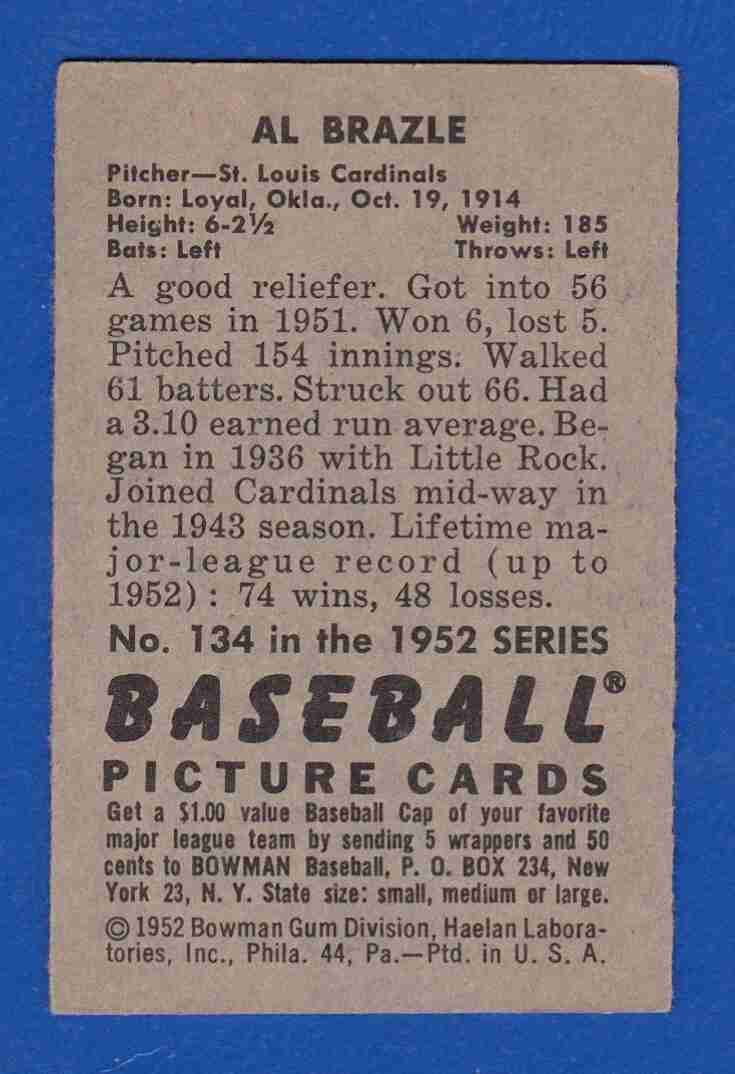 AL BRAZLE
Pitcher—St. Louis Cardinals
Born: Loyal, Okla., Oct. 19, 1914
Height: 6-2½ Weight: 185
Bats: Left Throws: Left
A good reliefer. Got into 56
games in 1951. Won 6, lost 5.
Pitched 154 innings. Walked
61 batters. Struck out 66. Had
a 3.10 earned run average. Be-
gan in 1936 with Little Rock.
Joined Cardinals mid-way in
the 1943 season. Lifetime ma-
jor-league record (up to
1952): 74 wins, 48 losses.
No. 134 in the 1952 SERIES
BASEBALL®
PICTURE CARDS
Get a $1.00 value Baseball Cap of your favorite
major league team by sending 5 wrappers and 50
cents to BOWMAN Baseball, P. O. BOX 234, New
York 23, N. Y. State size: small, medium or large.
© 1952 Bowman Gum Division, Haelan Labora-
tories, Inc., Phila. 44, Pa.—Ptd. in U. S. A.